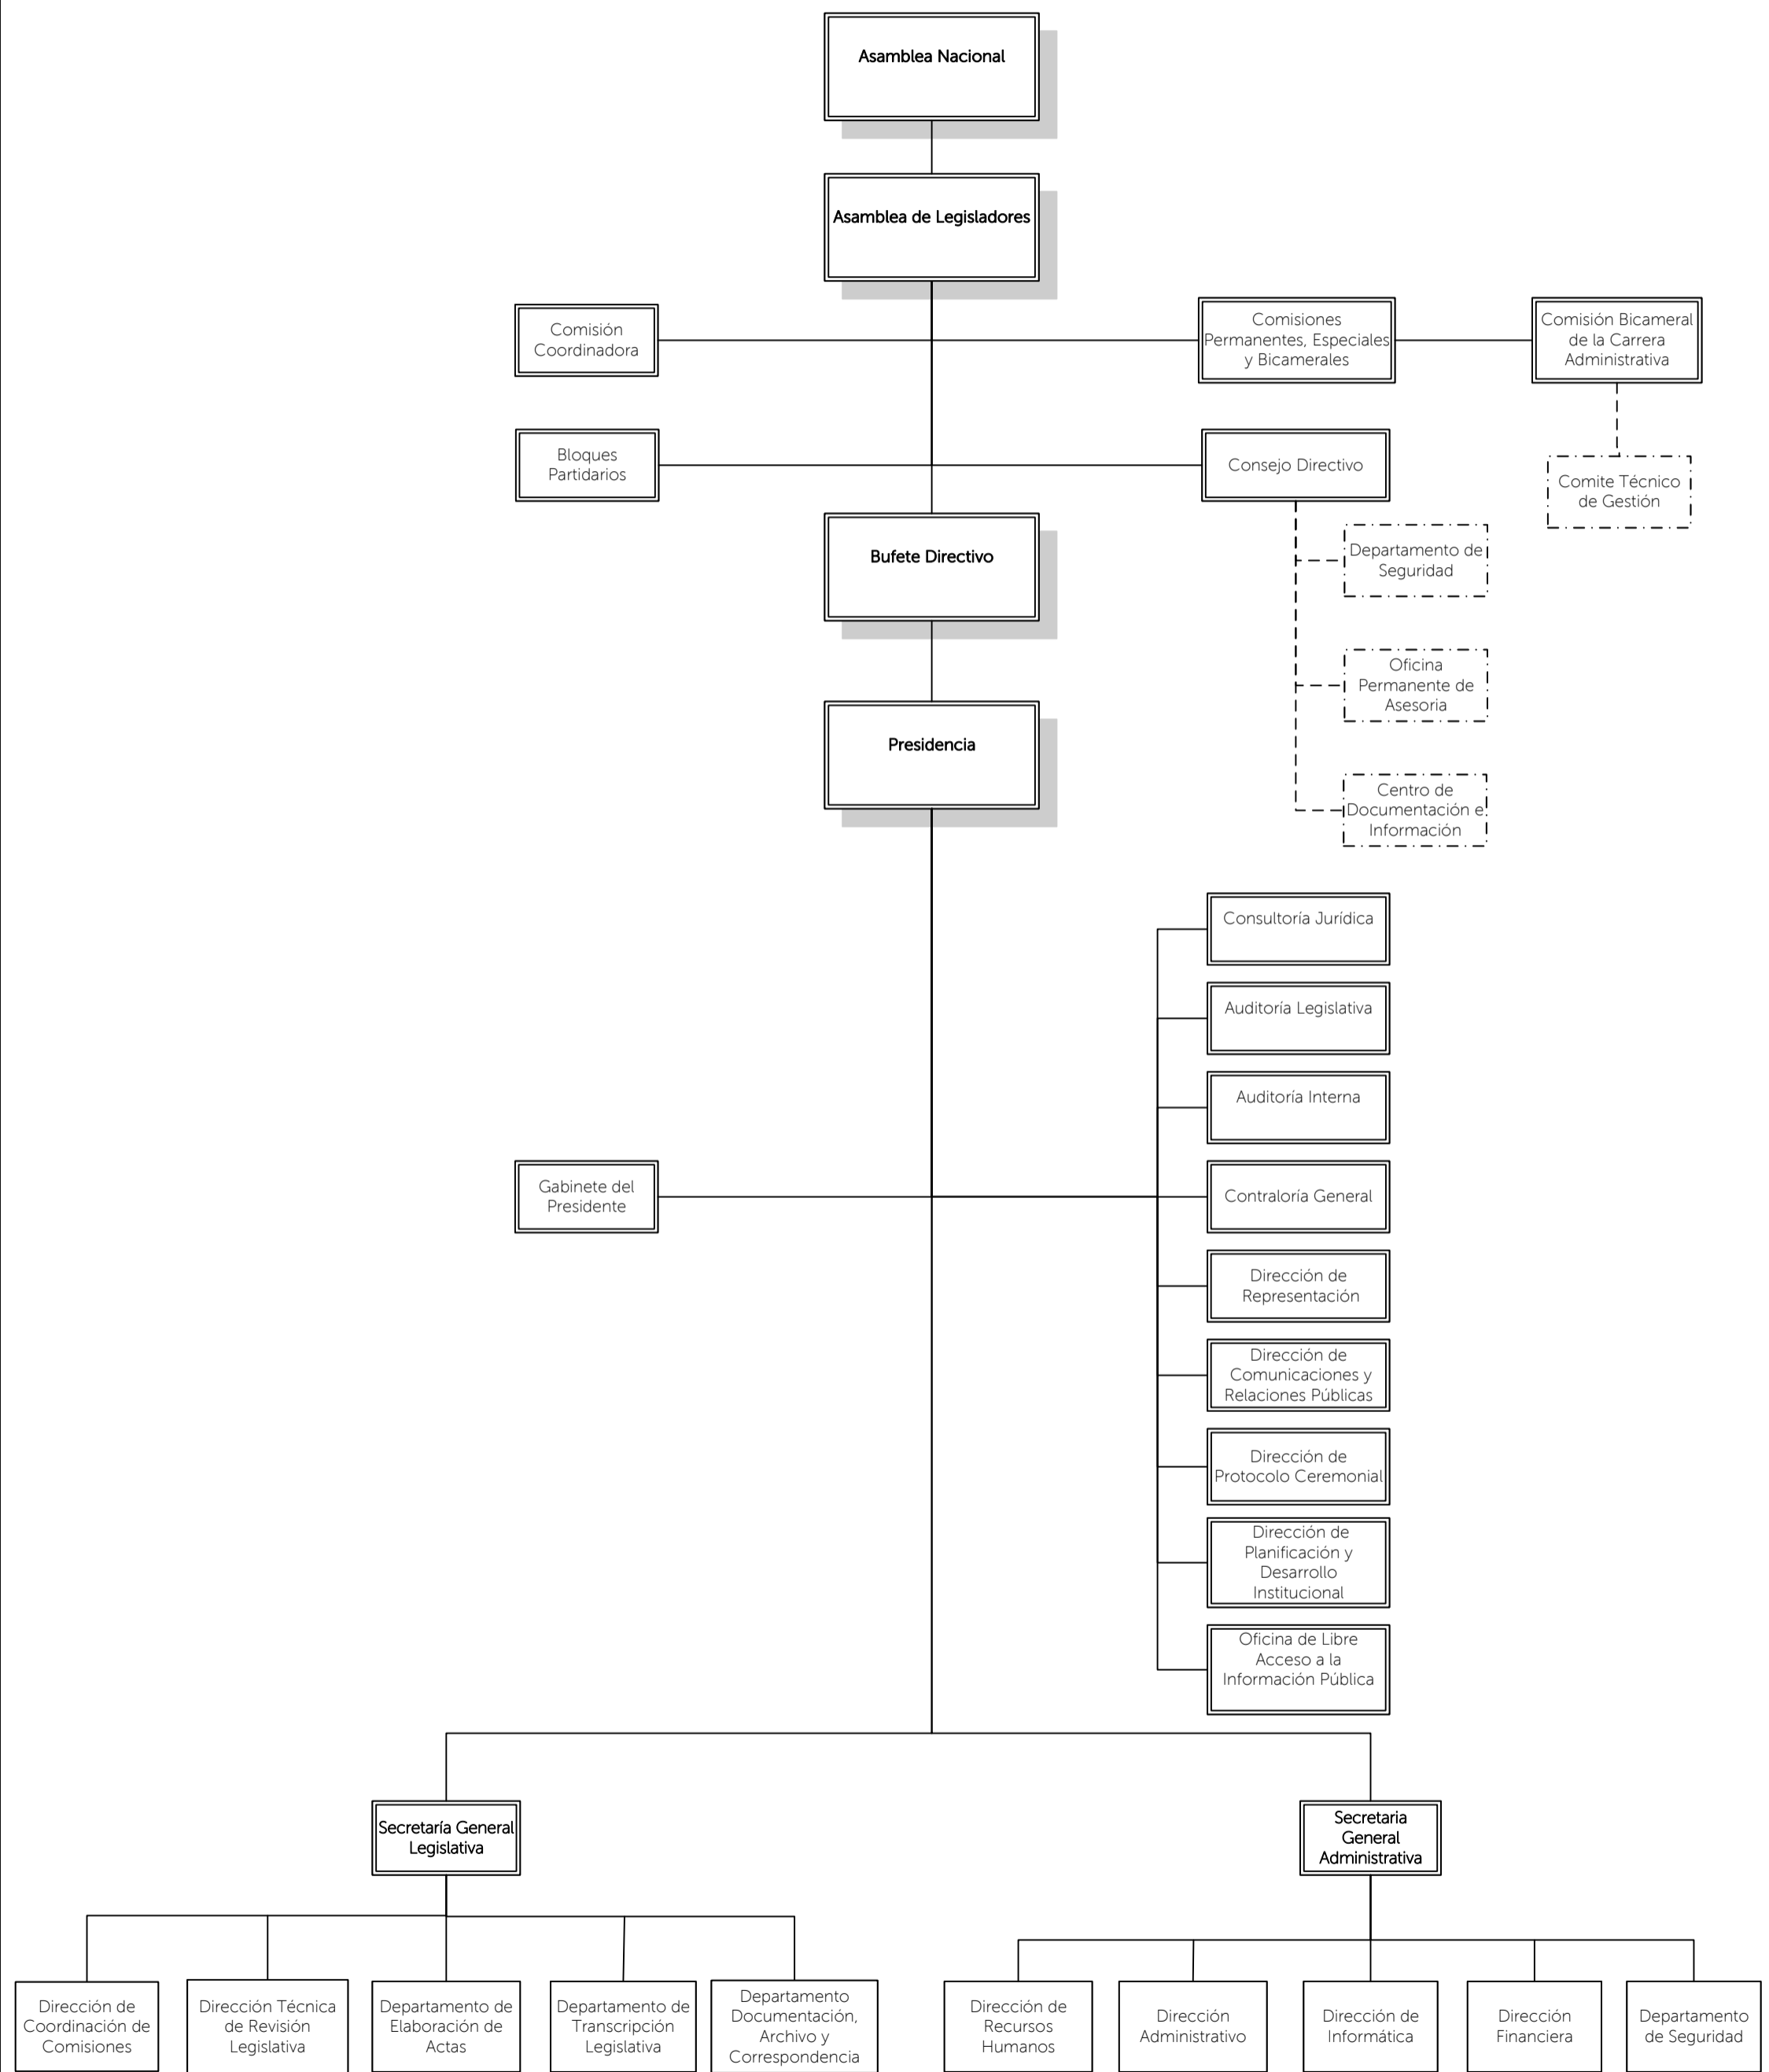 Asamblea Nacional
Asamblea de Legisladores
Comisión
Coordinadora
Comisiones
Permanentes, Especiales
y Bicamerales
Comisión Bicameral
de la Carrera
Administrativa
Bloques
Partidarios
Consejo Directivo
Comite Técnico
de Gestión
Bufete Directivo
Departamento de
Seguridad
Oficina
Permanente de
Asesoria
Presidencia
Centro de
Documentación e
Información
Consultoría Jurídica
Auditoría Legislativa
Auditoría Interna
Gabinete del
Presidente
Contraloría General
Dirección de
Representación
Dirección de
Comunicaciones y
Relaciones Públicas
Dirección de
Protocolo Ceremonial
Dirección de
Planificación y
Desarrollo
Institucional
Oficina de Libre
Acceso a la
Información Pública
Secretaría General
Legislativa
Secretaria
General
Administrativa
Dirección de
Coordinación de
Comisiones
Dirección Técnica
de Revisión
Legislativa
Departamento de
Elaboración de
Actas
Departamento de
Transcripción
Legislativa
Departamento
Documentación,
Archivo y
Correspondencia
Dirección de
Recursos
Humanos
Dirección
Administrativo
Dirección de
Informática
Dirección
Financiera
Departamento
de Seguridad